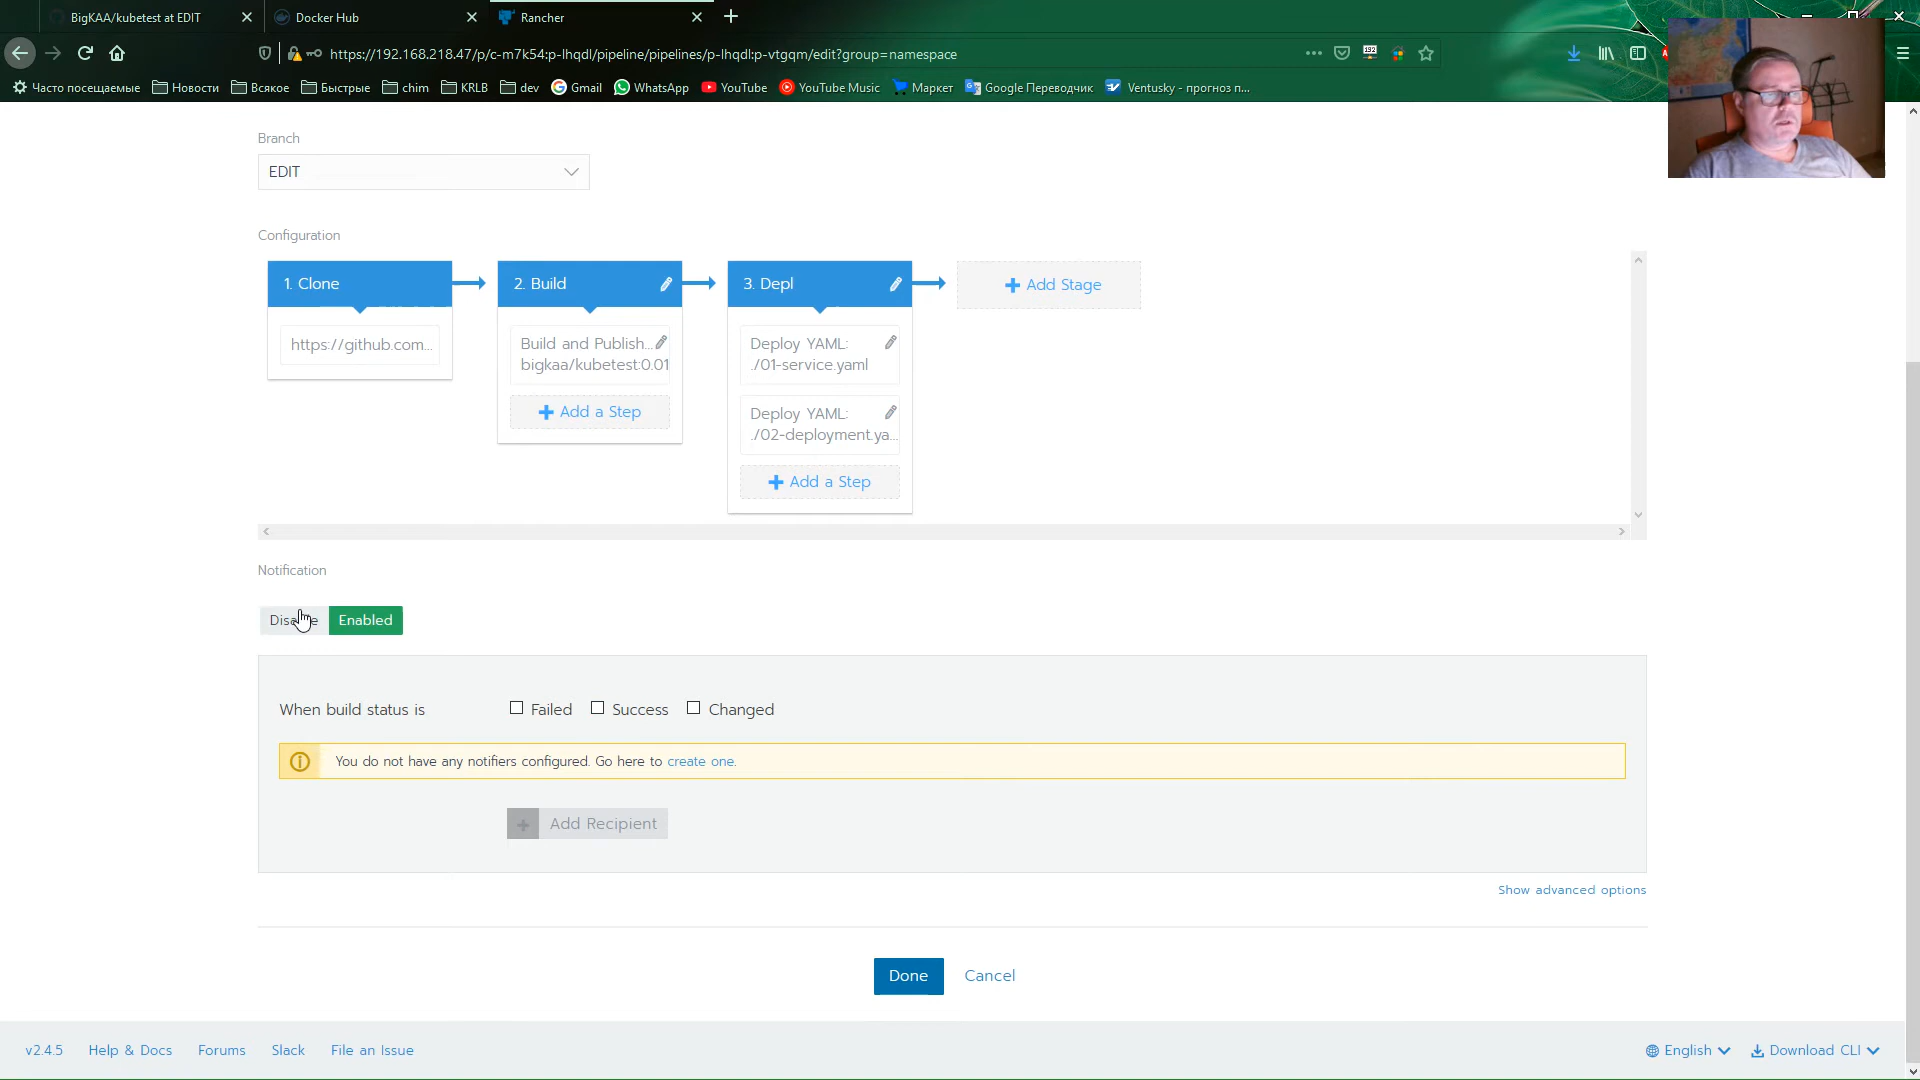 BigKAA/kubetest at EDIT
Docker Hub
Rancher
https://192.168.218.47/p/c-m7k54:p-lhqdl/pipeline/pipelines/p-lhqdl:p-vtgqm/edit?group=namespace
Часто посещаемые
Новости
Всякое
Быстрые
chim
KRLB
dev
Gmail
WhatsApp
YouTube
YouTube Music
Маркет
Google Переводчик
Ventusky - прогноз п...
Branch
EDIT
Configuration
1. Clone
2. Build
3. Depl
+ Add Stage
https://github.com...
Build and Publish...
bigkaa/kubetest:0.01
+ Add a Step
Deploy YAML:
./01-service.yaml
Deploy YAML:
./02-deployment.ya...
+ Add a Step
Notification
Enabled
When build status is
Failed
Success
Changed
You do not have any notifiers configured. Go here to create one.
+ Add Recipient
Show advanced options
Done
Cancel
v2.4.5
Help & Docs
Forums
Slack
File an Issue
English
Download CLI